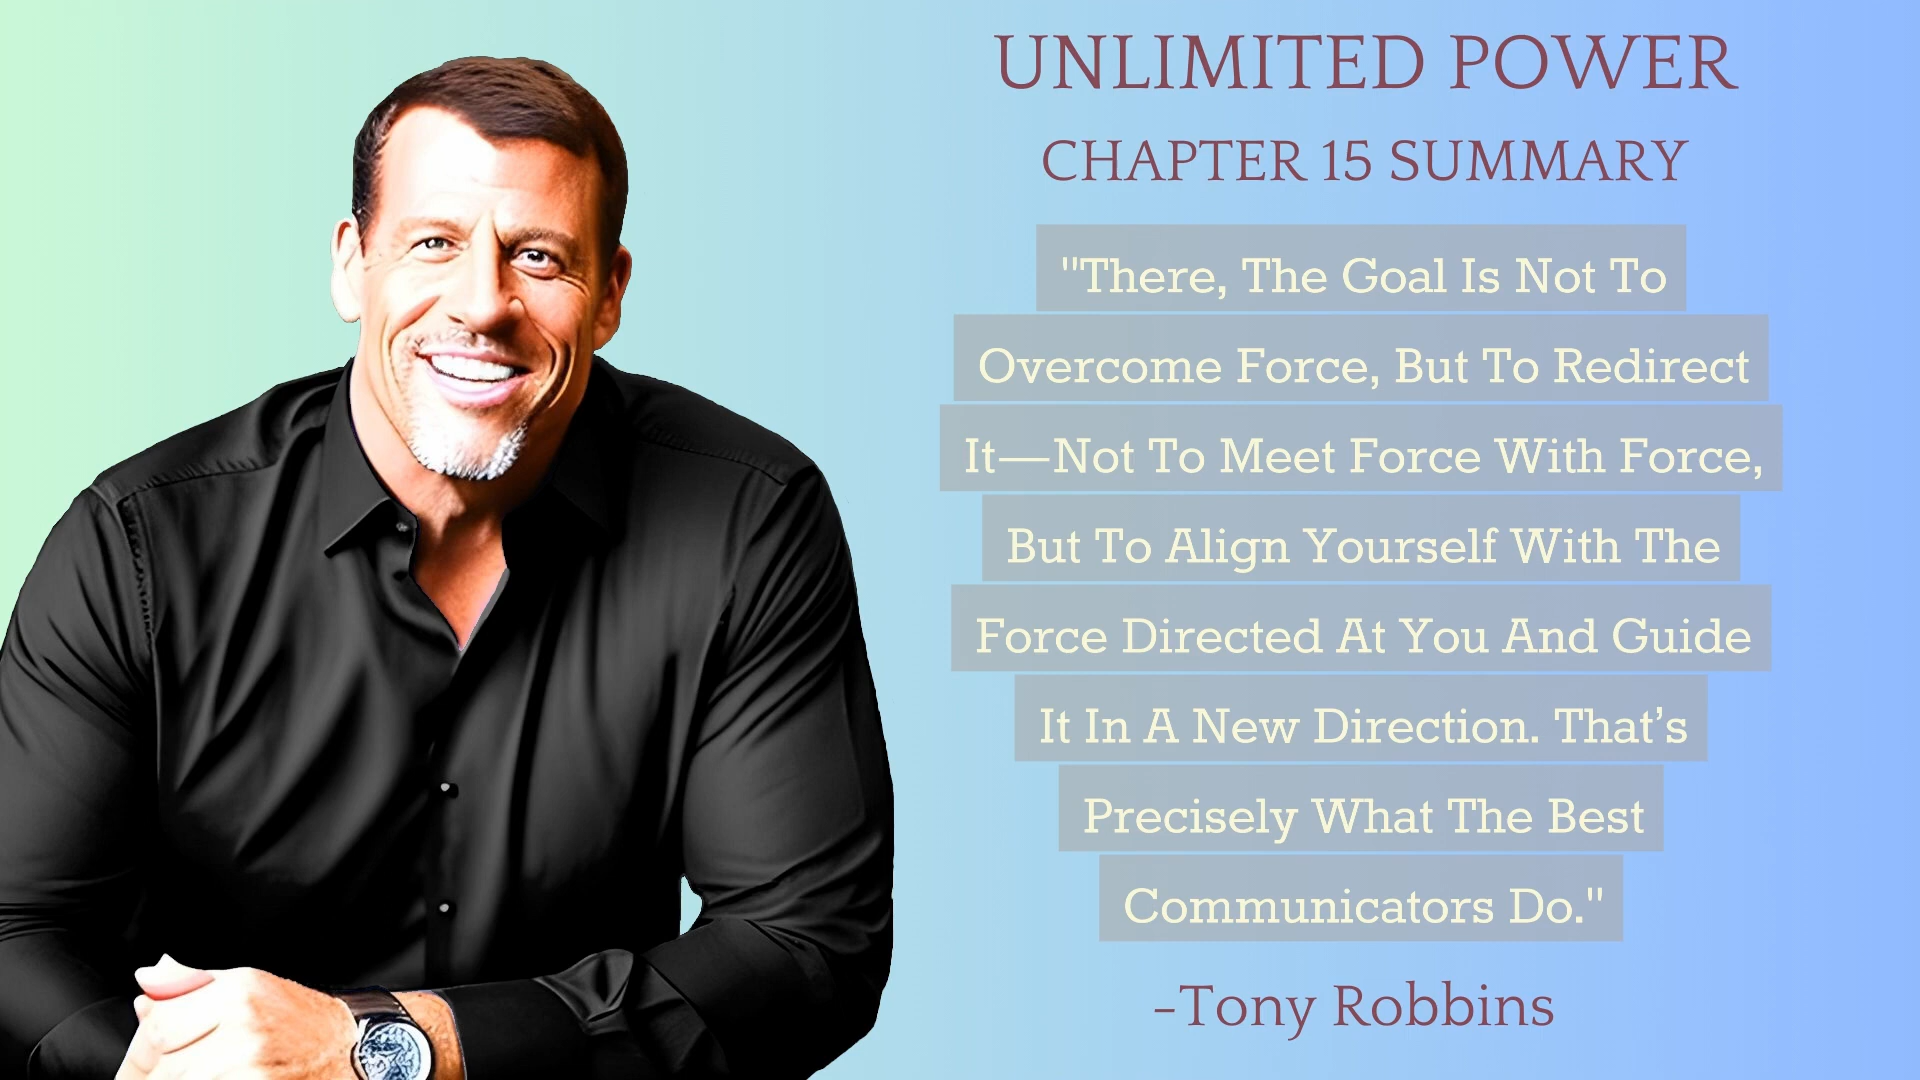 UNLIMITED POWER
CHAPTER 15 SUMMARY
"There, The Goal Is Not To
Overcome Force, But To Redirect
It—Not To Meet Force With Force,
But To Align Yourself With The
Force Directed At You And Guide
It In A New Direction. That’s
Precisely What The Best
Communicators Do."
-Tony Robbins